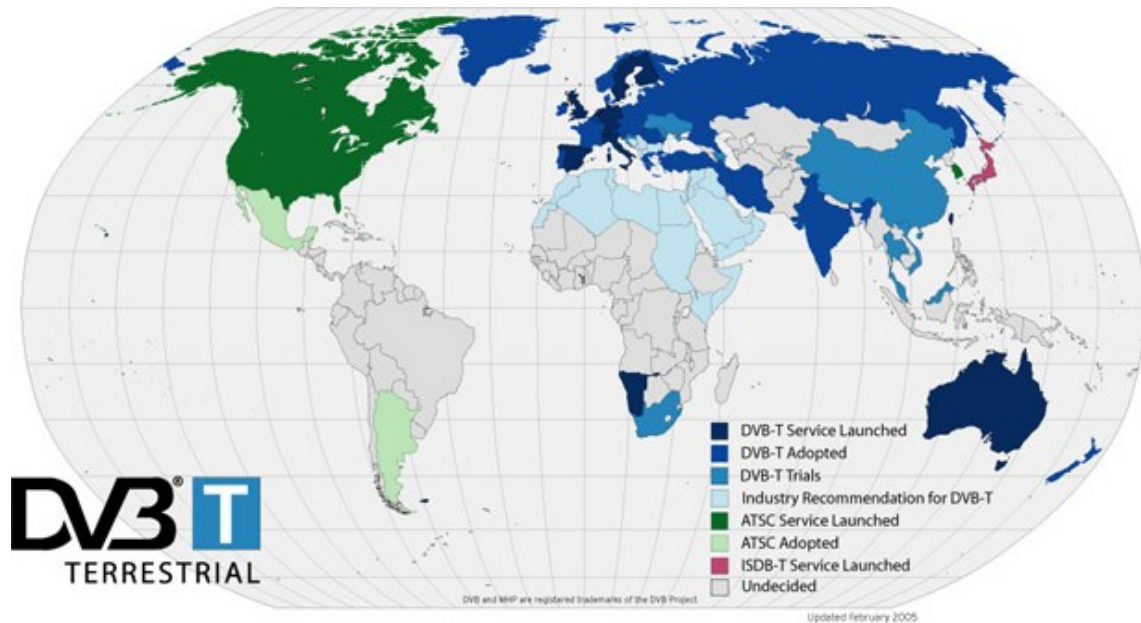 DVB-T Service Launched
DVB-T Adopted
DVB-T Trials
Industry Recommendation for DVB-T
ATSC Service Launched
ATSC Adopted
ISDB-T Service Launched
Undecided
DVB® T
TERRESTRIAL
DVB and MHP are registered trademarks of the DVB Project
Updated February 2005